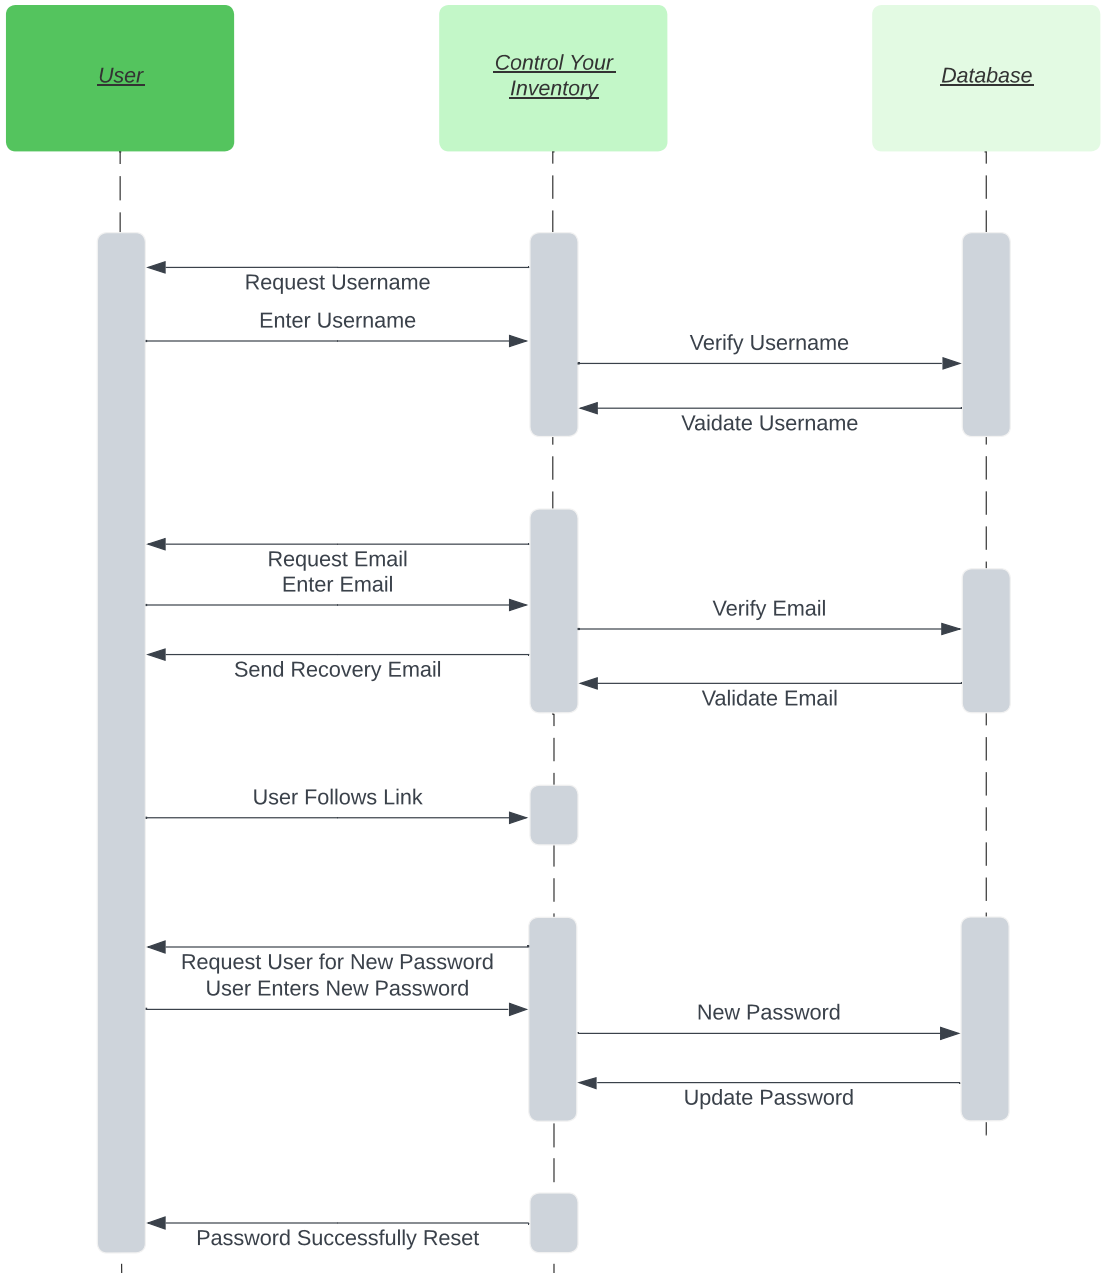 User
Control Your
Inventory
Database
Request Username
Enter Username
Verify Username
Vaidate Username
Request Email
Enter Email
Verify Email
Send Recovery Email
Validate Email
User Follows Link
Request User for New Password
User Enters New Password
New Password
Update Password
Password Successfully Reset